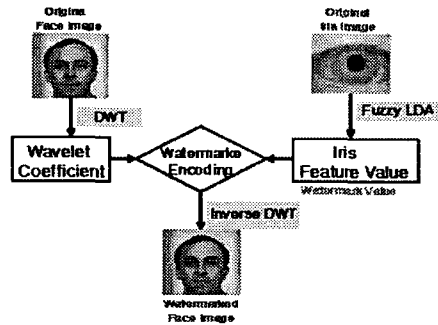 Original
Face Image
Original
Iris Image
DWT
Fuzzy LDA
Wavelet
Coefficient
Watermarke
Encoding
Iris
Feature Value
Watermark Value
Inverse DWT
Watermarked
Face Image